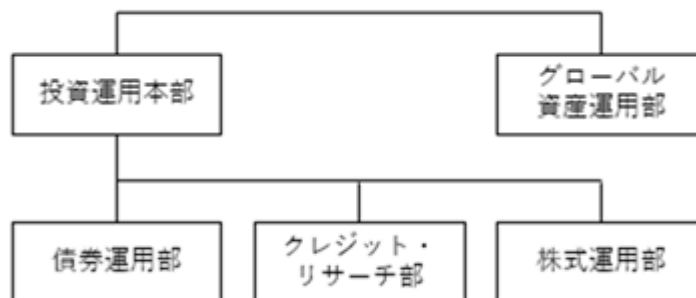 投資運用本部
グローバル
資産運用部
債券運用部
クレジット・
リサーチ部
株式運用部